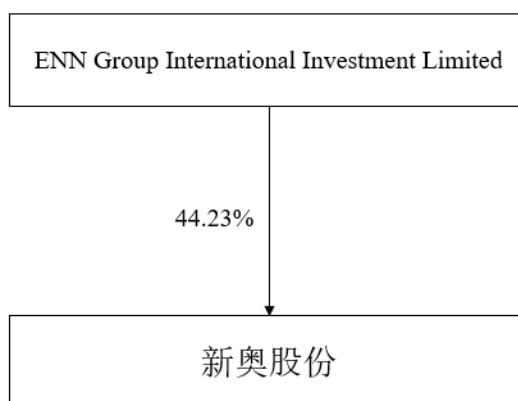 ENN Group International Investment Limited
44.23%
新奥股份